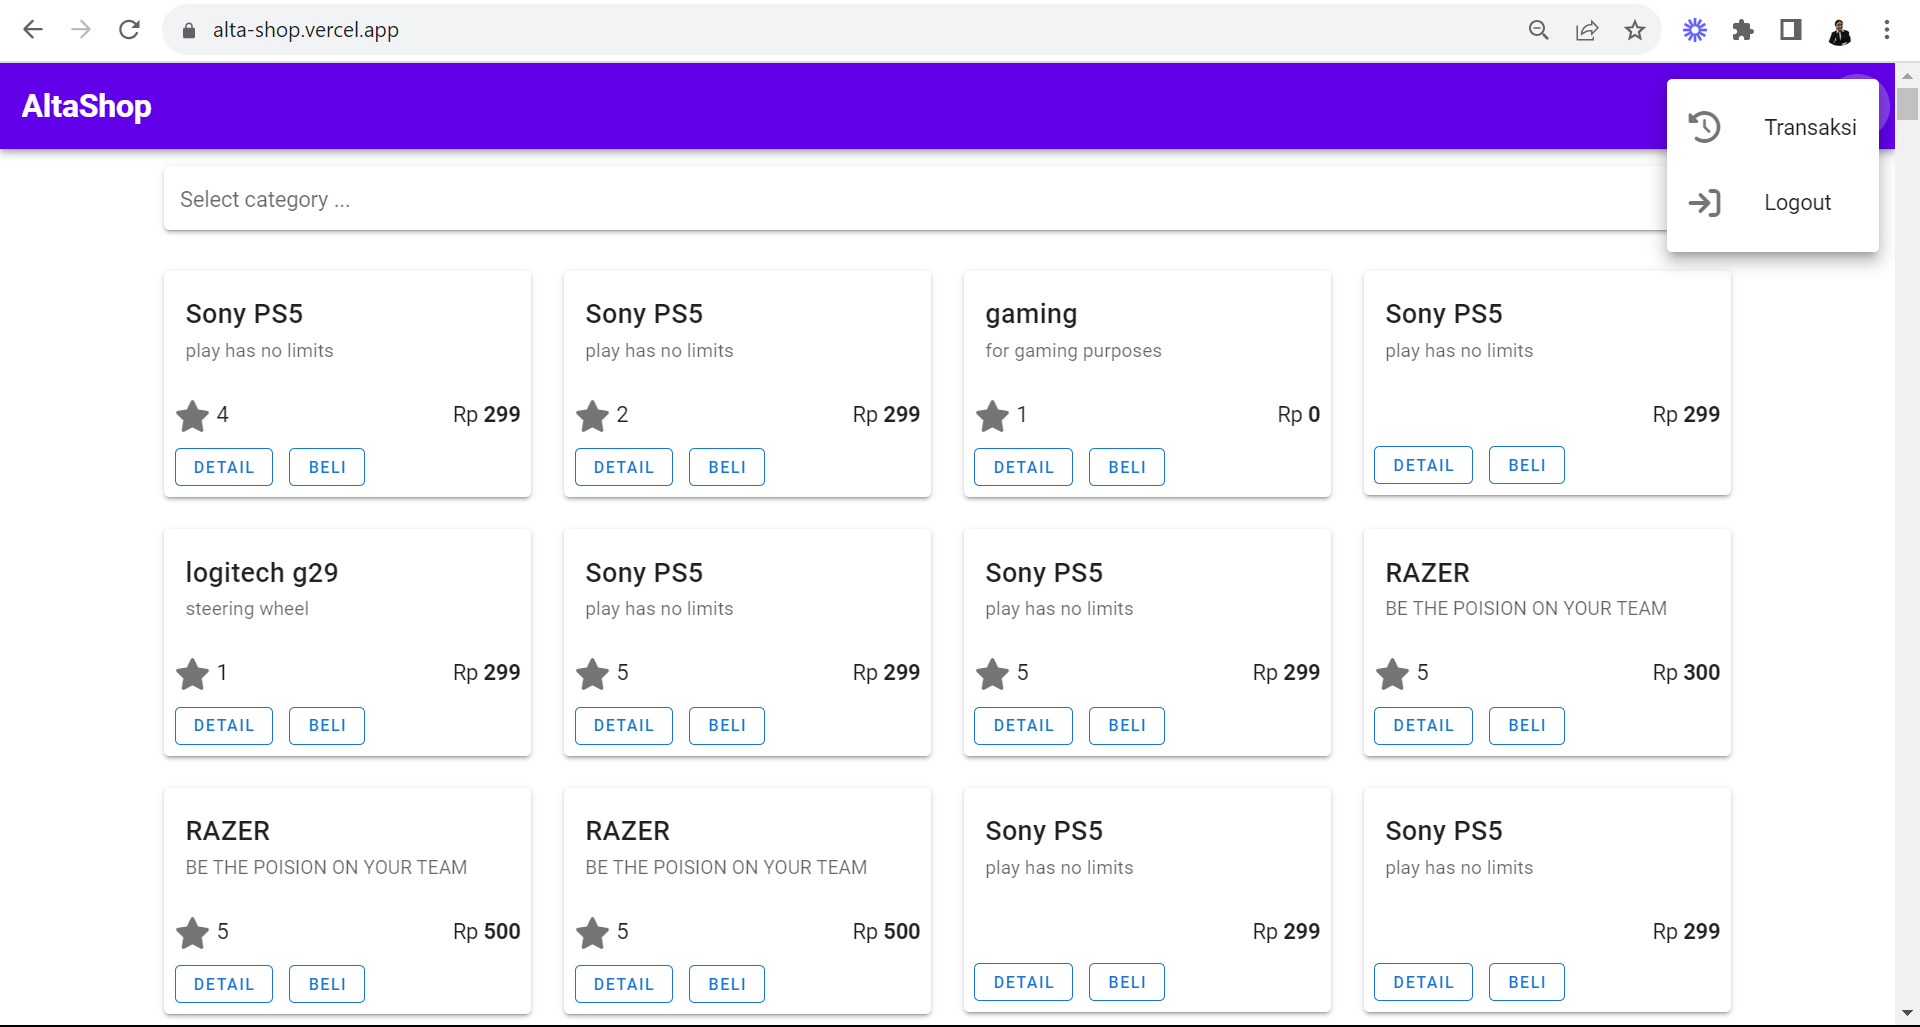 alta-shop.vercel.app
AltaShop
Transaksi
Logout
Select category ...
Sony PS5
play has no limits
4
Rp 299
DETAIL
BELI
Sony PS5
play has no limits
2
Rp 299
DETAIL
BELI
gaming
for gaming purposes
1
Rp 0
DETAIL
BELI
Sony PS5
play has no limits
Rp 299
DETAIL
BELI
logitech g29
steering wheel
1
Rp 299
DETAIL
BELI
Sony PS5
play has no limits
5
Rp 299
DETAIL
BELI
Sony PS5
play has no limits
5
Rp 299
DETAIL
BELI
RAZER
BE THE POISION ON YOUR TEAM
5
Rp 300
DETAIL
BELI
RAZER
BE THE POISION ON YOUR TEAM
5
Rp 500
DETAIL
BELI
RAZER
BE THE POISION ON YOUR TEAM
5
Rp 500
DETAIL
BELI
Sony PS5
play has no limits
Rp 299
DETAIL
BELI
Sony PS5
play has no limits
Rp 299
DETAIL
BELI